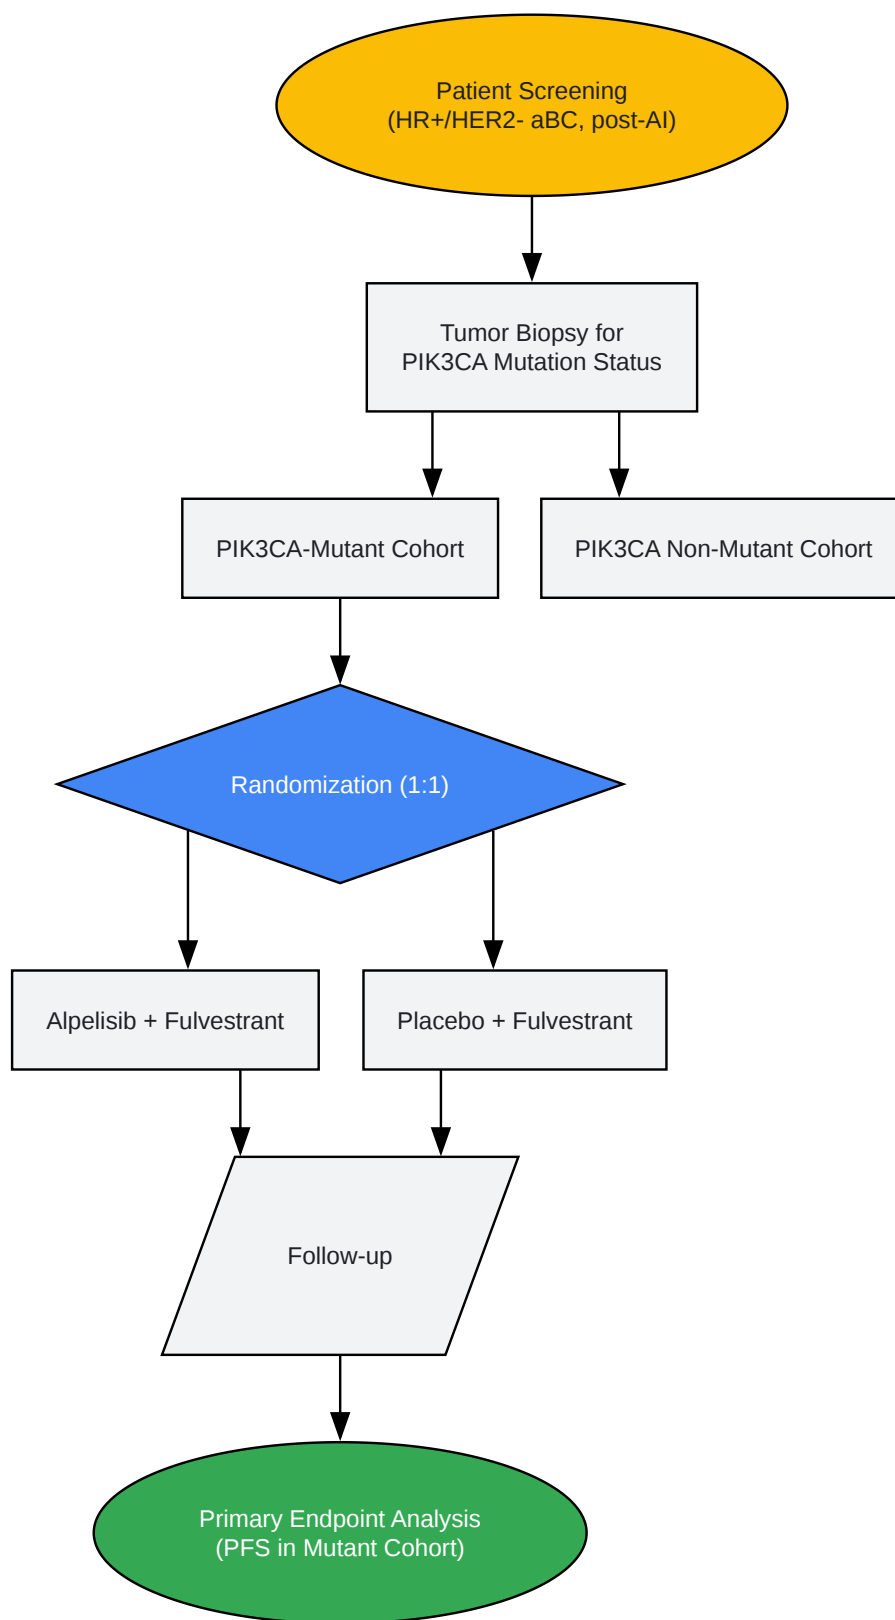 Patient Screening
(HR+/HER2- aBC, post-AI)
Tumor Biopsy for
PIK3CA Mutation Status
PIK3CA-Mutant Cohort
PIK3CA Non-Mutant Cohort
Randomization (1:1)
Alpelisib + Fulvestrant
Placebo + Fulvestrant
Follow-up
Primary Endpoint Analysis
(PFS in Mutant Cohort)